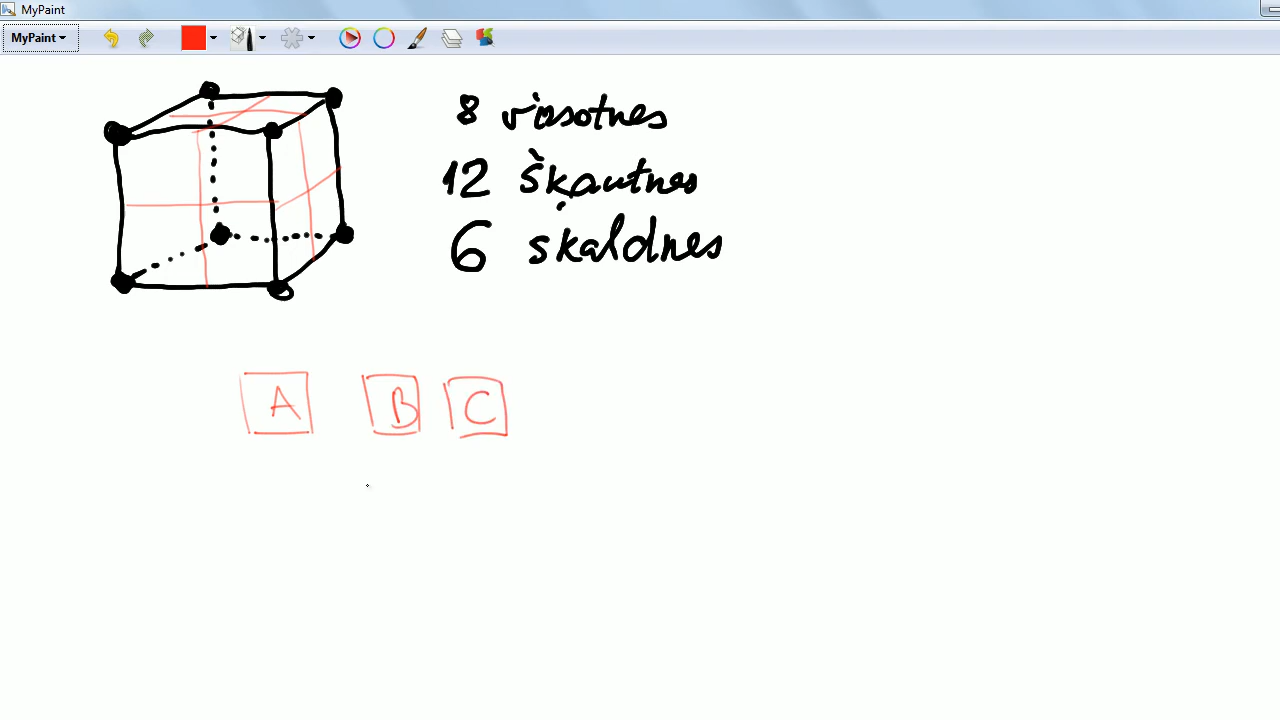 MyPaint
MyPaint
8 virsotnes
12 šķautnes
6 skaldnes
A B C